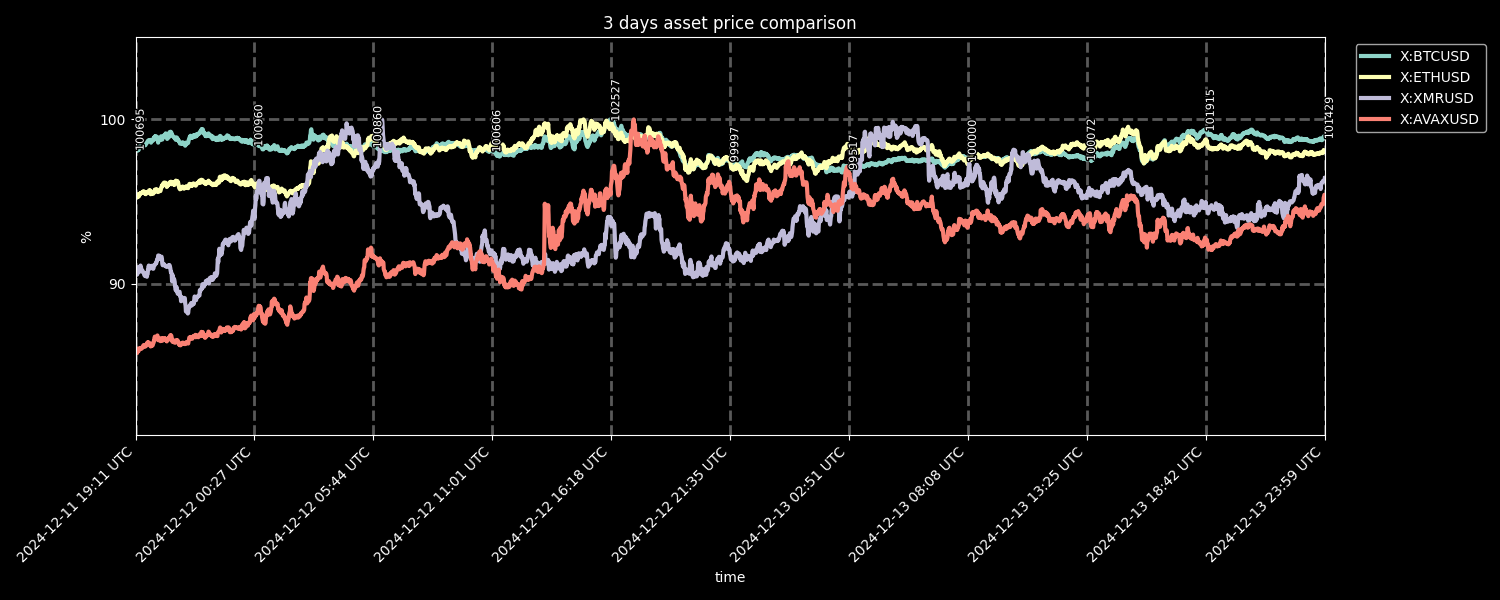 3 days asset price comparison
X:BTCUSD
X:ETHUSD
X:XMRUSD
X:AVAXUSD
100
90
%
100695
100960
100860
100606
102527
99997
99517
100000
100072
101915
101429
2024-12-11 19:11 UTC
2024-12-12 00:27 UTC
2024-12-12 05:44 UTC
2024-12-12 11:01 UTC
2024-12-12 16:18 UTC
2024-12-12 21:35 UTC
2024-12-13 02:51 UTC
2024-12-13 08:08 UTC
2024-12-13 13:25 UTC
2024-12-13 18:42 UTC
2024-12-13 23:59 UTC
time